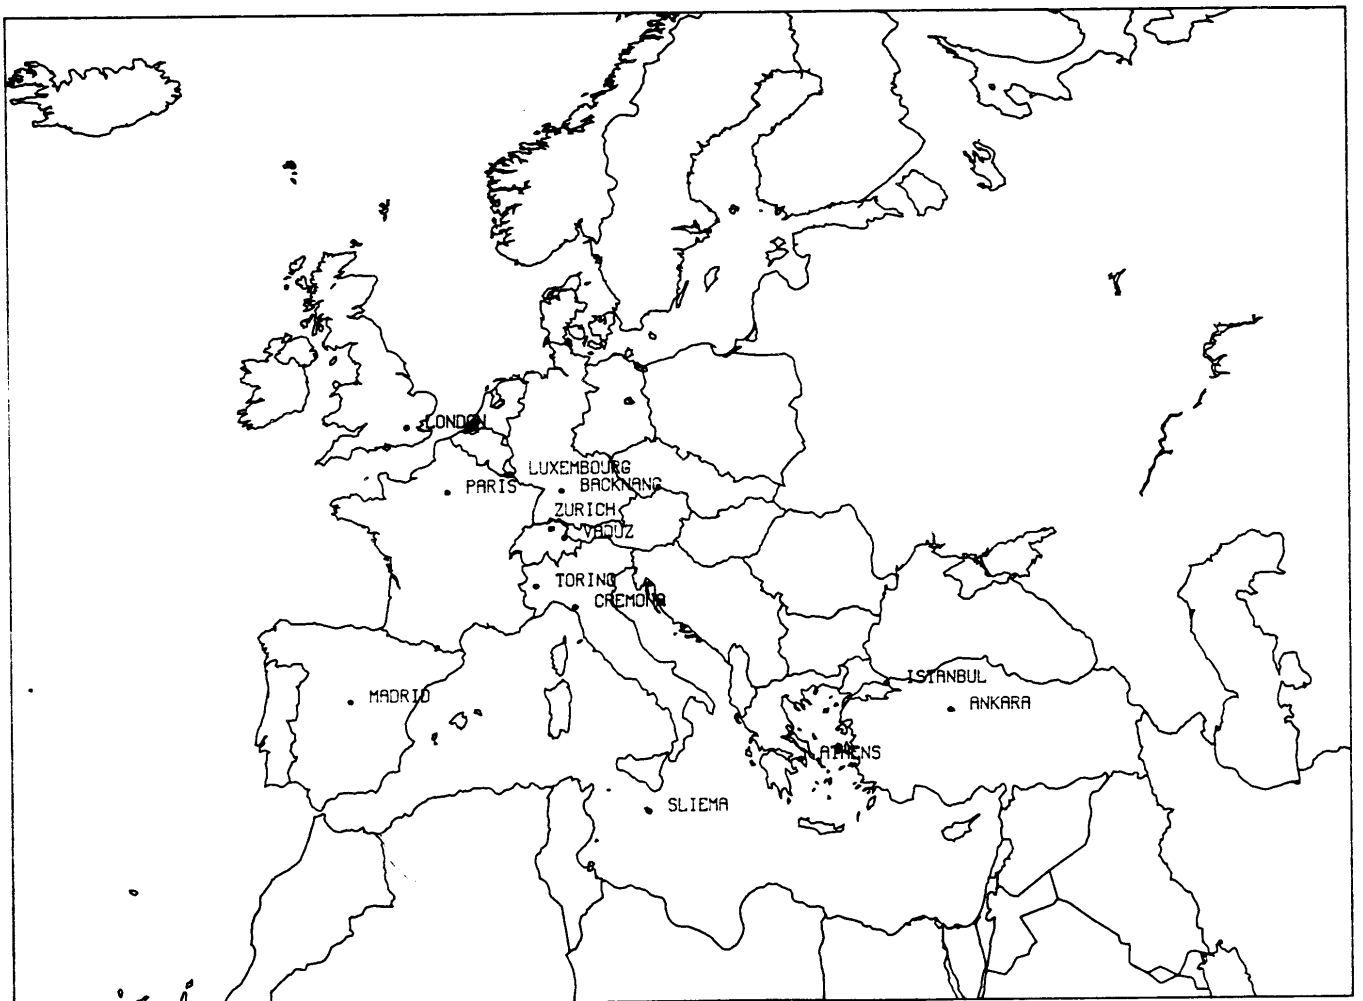 LONDON
LUXEMBOURG
PARIS
BACKNANG
ZURICH
VADUZ
TORINO
CREMONA
ISTANBUL
MADRID
ANKARA
ATHENS
SLIEMA